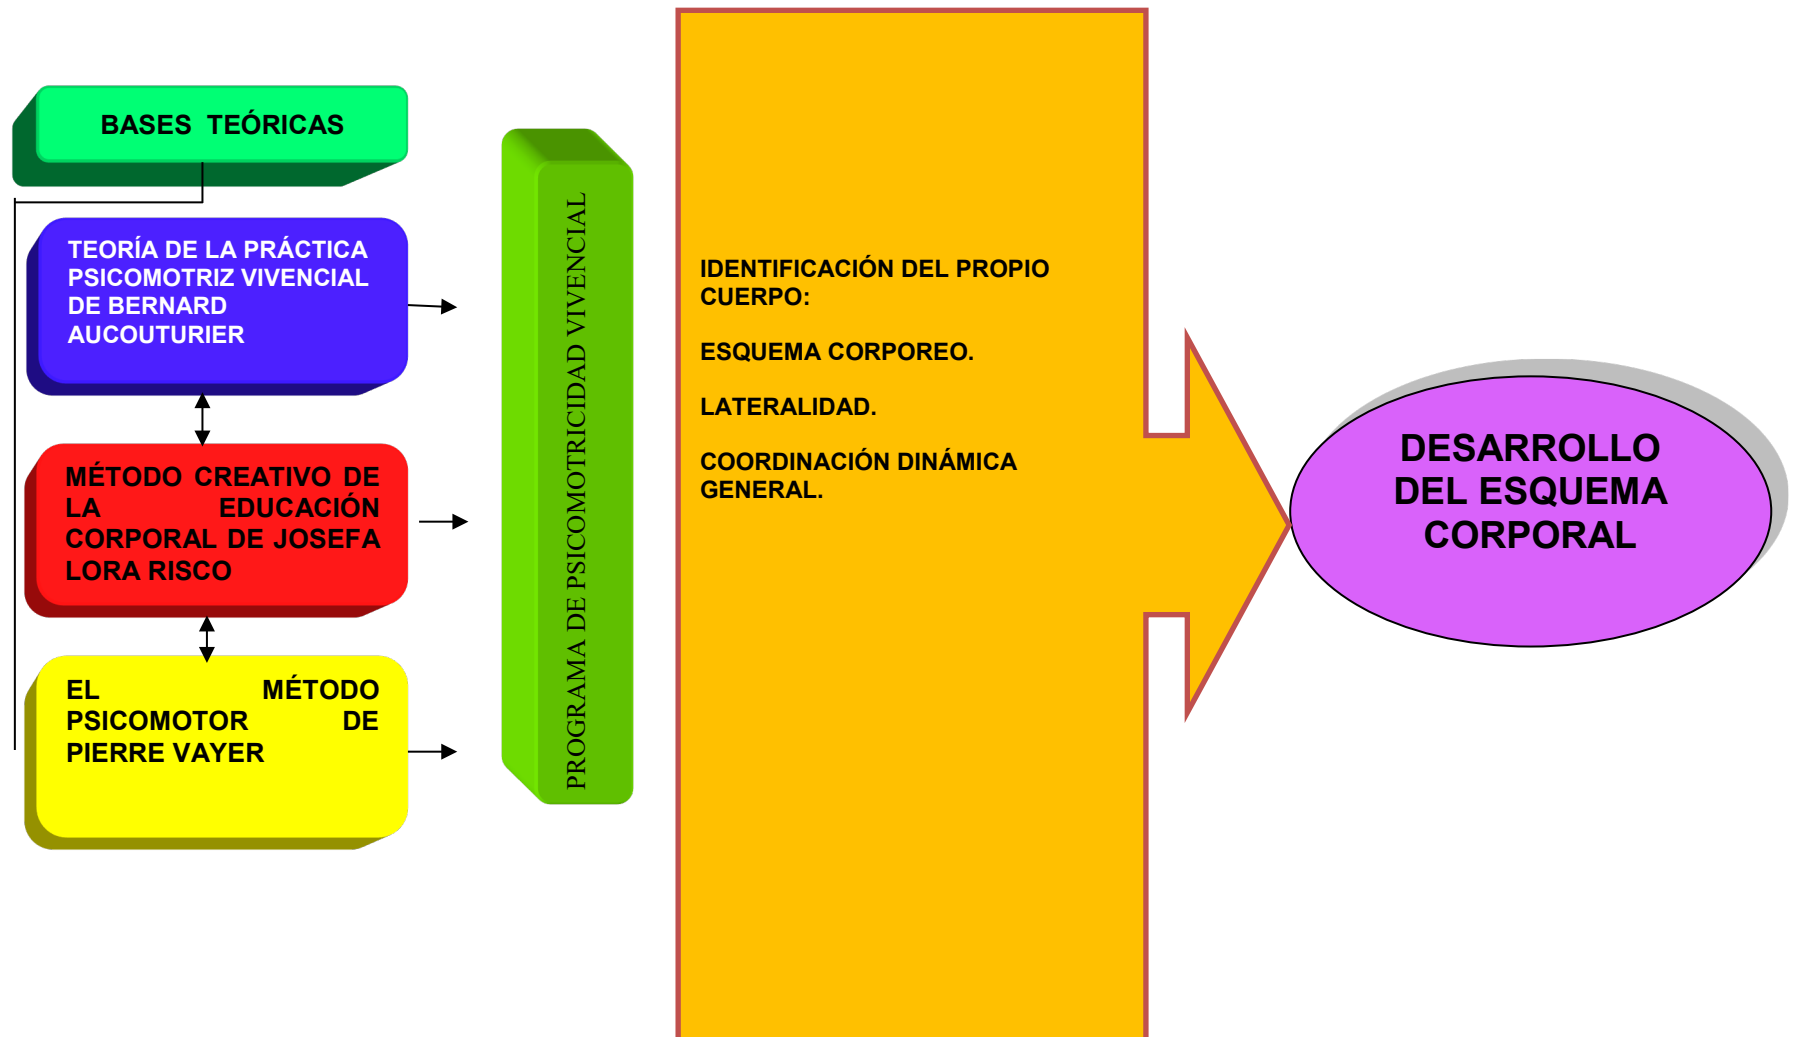 BASES TEÓRICAS
TEORÍA DE LA PRÁCTICA
PSICOMOTRIZ VIVENCIAL
DE BERNARD
AUCOUTURIER
MÉTODO CREATIVO DE
LA EDUCACIÓN
CORPORAL DE JOSEFA
LORA RISCO
EL MÉTODO
PSICOMOTOR DE
PIERRE VAYER
PROGRAMA DE PSICOMOTRICIDAD VIVENCIAL
IDENTIFICACIÓN DEL PROPIO
CUERPO:
ESQUEMA CORPOREO.
LATERALIDAD.
COORDINACIÓN DINÁMICA
GENERAL.
DESARROLLO
DEL ESQUEMA
CORPORAL